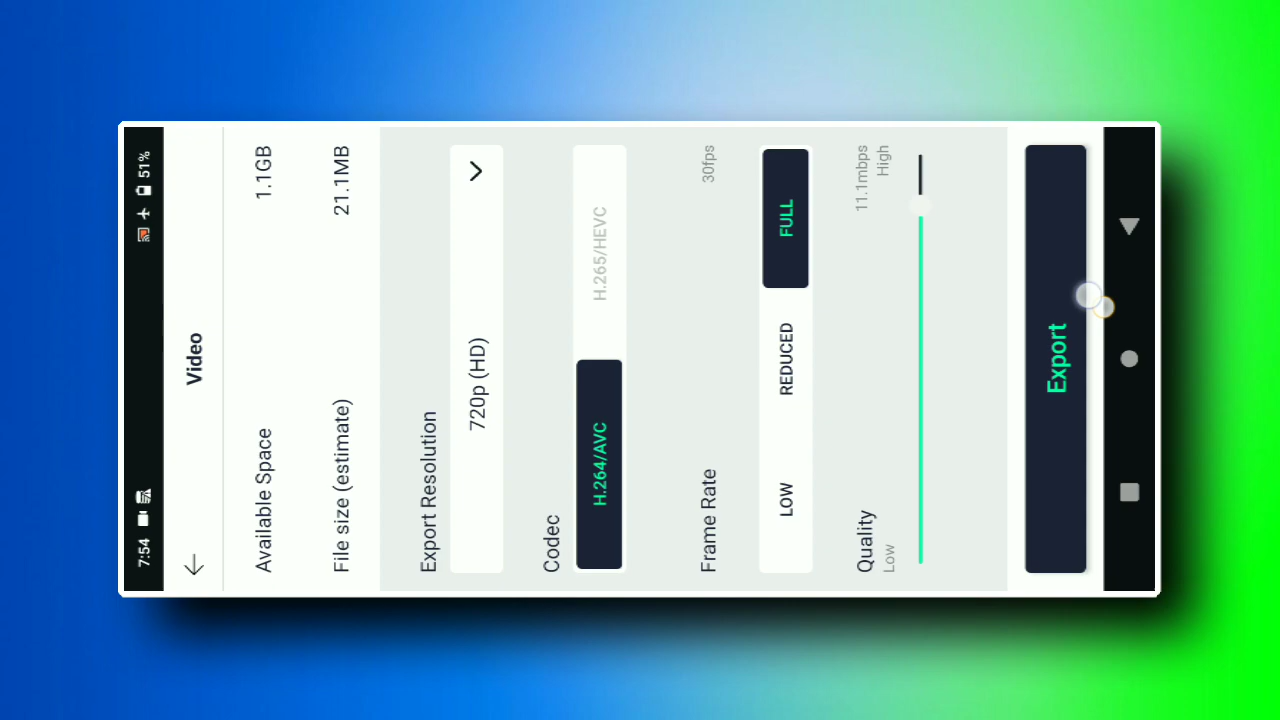 7:54
51%
Video
Available Space 1.1GB
File size (estimate) 21.1MB
Export Resolution
720p (HD)
Codec
H.264/AVC H.265/HEVC
Frame Rate 30fps
LOW REDUCED FULL
Quality 11.1mbps
Low High
Export